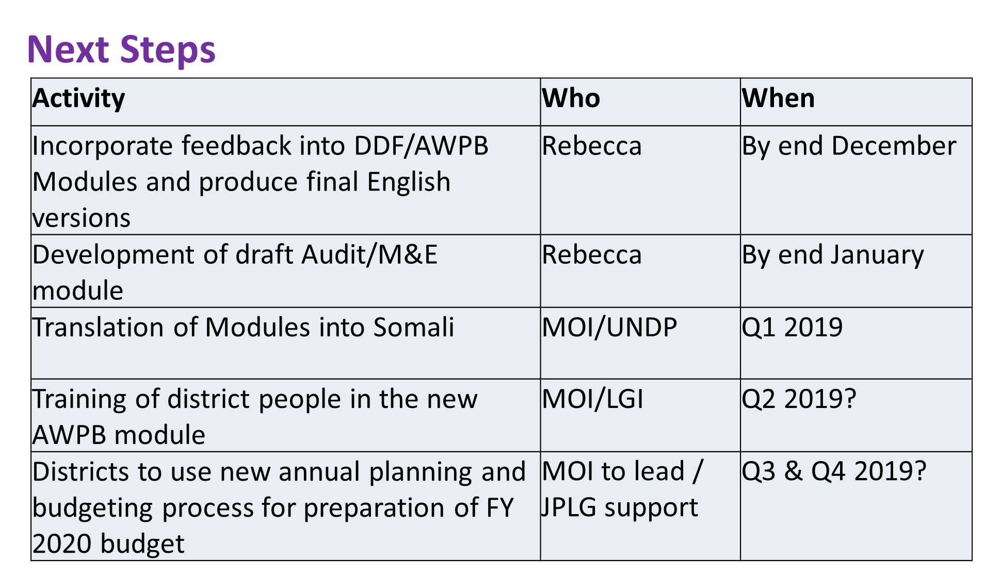 Next Steps
Activity Who When
Incorporate feedback into DDF/AWPB
Modules and produce final English
versions
Rebecca
By end December
Development of draft Audit/M&E
module
Rebecca
By end January
Translation of Modules into Somali
MOI/UNDP
Q1 2019
Training of district people in the new
AWPB module
MOI/LGI
Q2 2019?
Districts to use new annual planning and
budgeting process for preparation of FY
2020 budget
MOI to lead /
JPLG support
Q3 & Q4 2019?